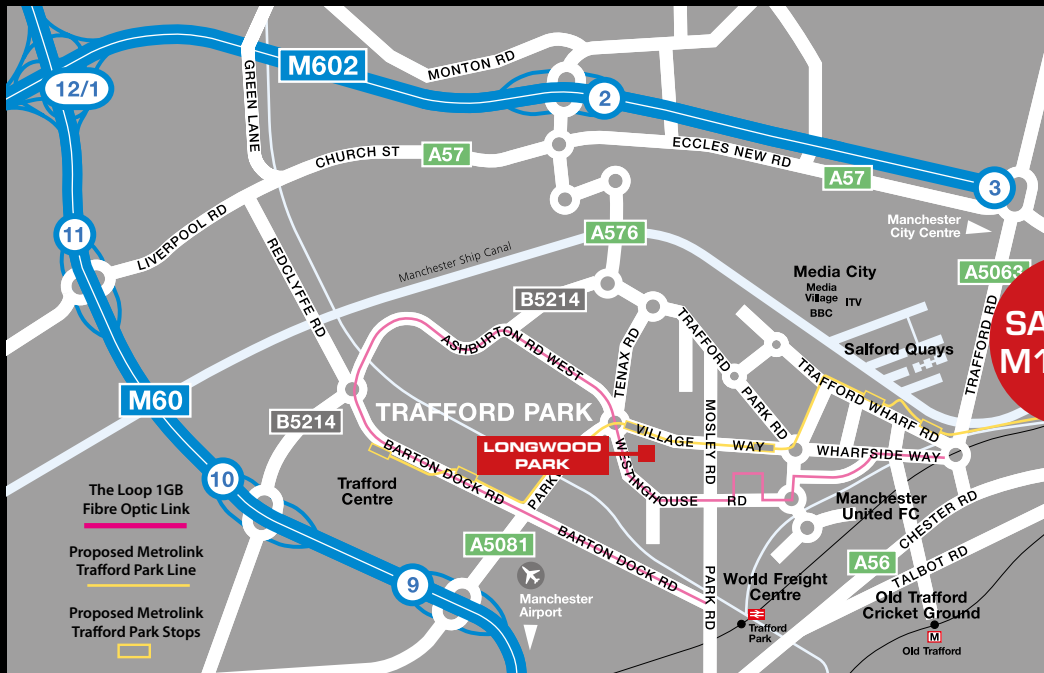 M602
MONTON RD
12/1
GREEN LANE
2
CHURCH ST
A57
ECCLES NEW RD
A57
3
Manchester
City Centre
11
LIVERPOOL RD
REDCLYFFE RD
A576
Manchester Ship Canal
Media City
Media
Village
ITV
BBC
A5063
TRAFFORD RD
B5214
SA
M1
ASHBURTON RD WEST
TENAX RD
TRAFFORD PARK RD
Salford Quays
TRAFFORD WHARF RD
M60
B5214
TRAFFORD PARK
MOSLEY RD
VILLAGE WAY
WHARFSIDE WAY
LONGWOOD
PARK
WESTINGHOUSE RD
BARTON DOCK RD
PARK
Trafford
Centre
10
The Loop 1GB
Fibre Optic Link
Manchester
United FC
CHESTER RD
TALBOT RD
A5081
BARTON DOCK RD
PARK RD
A56
Proposed Metrolink
Trafford Park Line
9
Manchester
Airport
World Freight
Centre
Trafford
Park
Old Trafford
Cricket Ground
M
Old Trafford
Proposed Metrolink
Trafford Park Stops